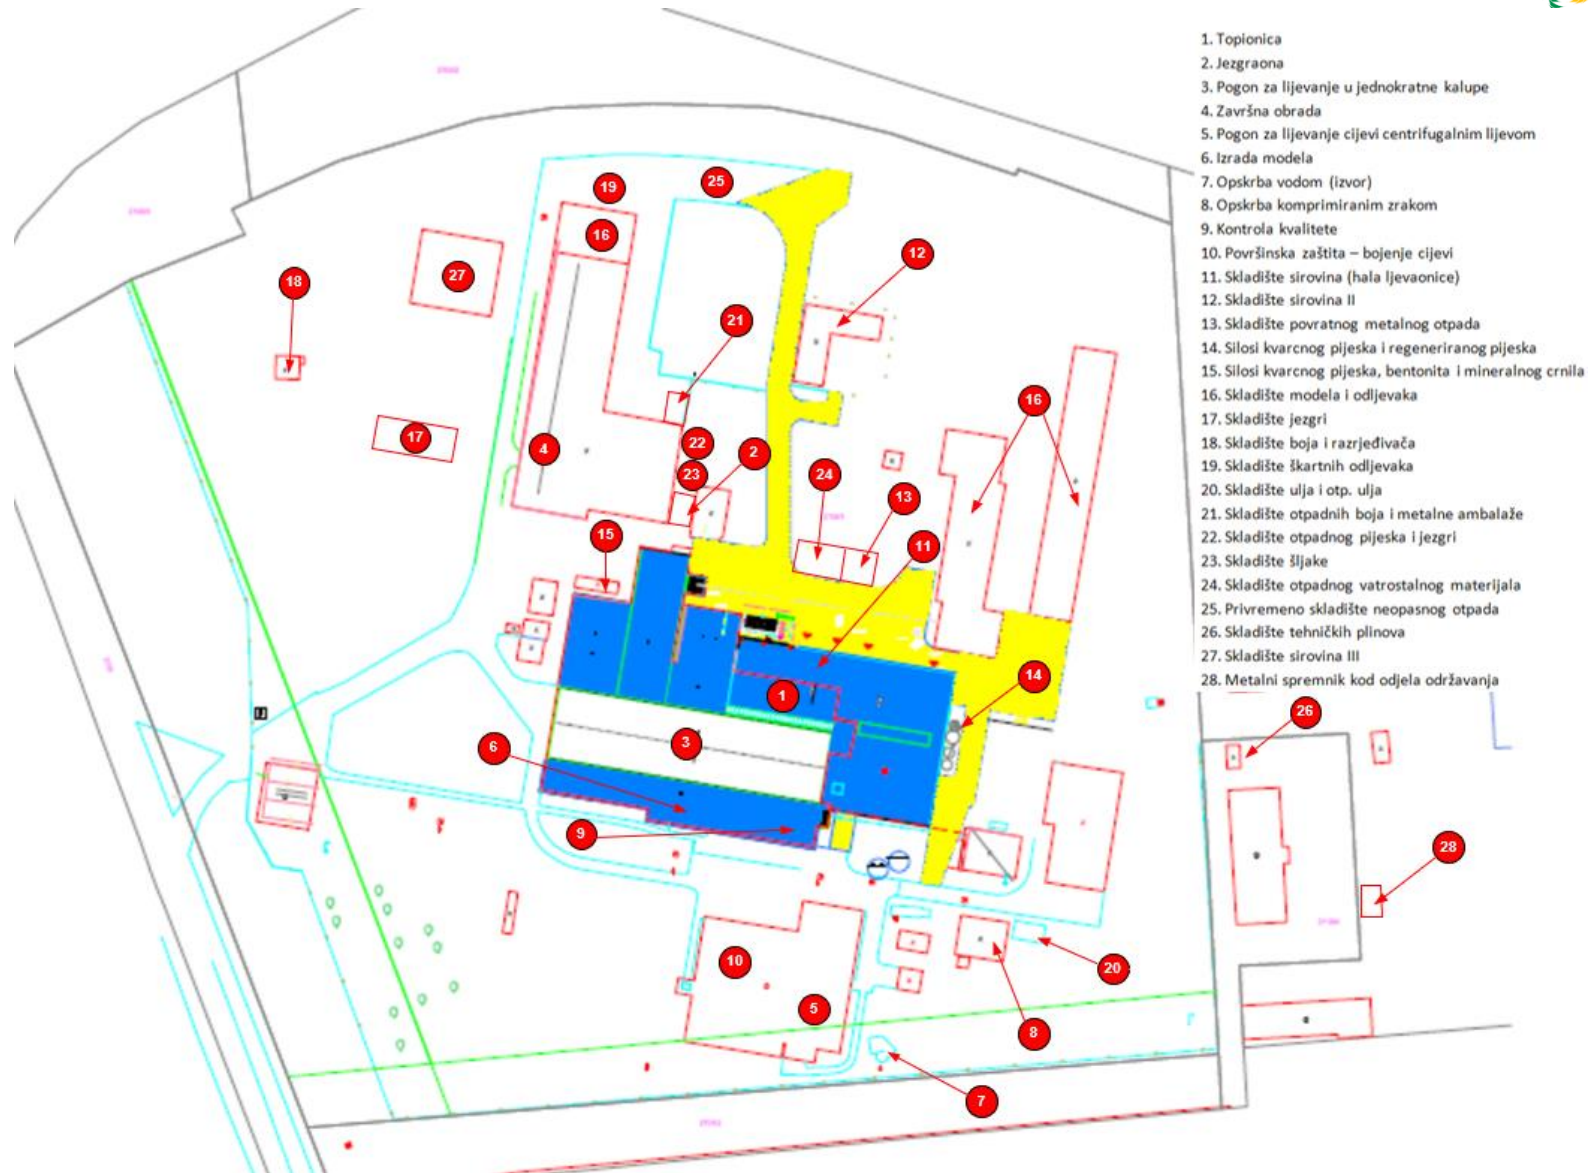 1. Topionica
2. Jezgraona
3. Pogon za lijevanje u jednokratne kalupe
4. Završna obrada
5. Pogon za lijevanje cijevi centrifugalnim lijevom
6. Izrada modela
7. Opskrba vodom (izvor)
8. Opskrba komprimiranim zrakom
9. Kontrola kvalitete
10. Površinska zaštita – bojenje cijevi
11. Skladište sirovina (hala ljevaonice)
12. Skladište sirovina II
13. Skladište povratnog metalnog otpada
14. Silosi kvarcnog pijeska i regeneriranog pijeska
15. Silosi kvarcnog pijeska, bentonita i mineralnog crnila
16. Skladište modela i odljevaka
17. Skladište jezgri
18. Skladište boja i razrjeđivača
19. Skladište škartnih odljevaka
20. Skladište ulja i otp. ulja
21. Skladište otpadnih boja i metalne ambalaže
22. Skladište otpadnog pijeska i jezgri
23. Skladište šljake
24. Skladište otpadnog vatrostalnog materijala
25. Privremeno skladište neopasnog otpada
26. Skladište tehničkih plinova
27. Skladište sirovina III
28. Metalni spremnik kod odjela održavanja
25
19
16
12
27
18
21
16
17
4
22
2
23
24
13
15
11
14
1
26
3
6
9
28
10
20
5
8
7